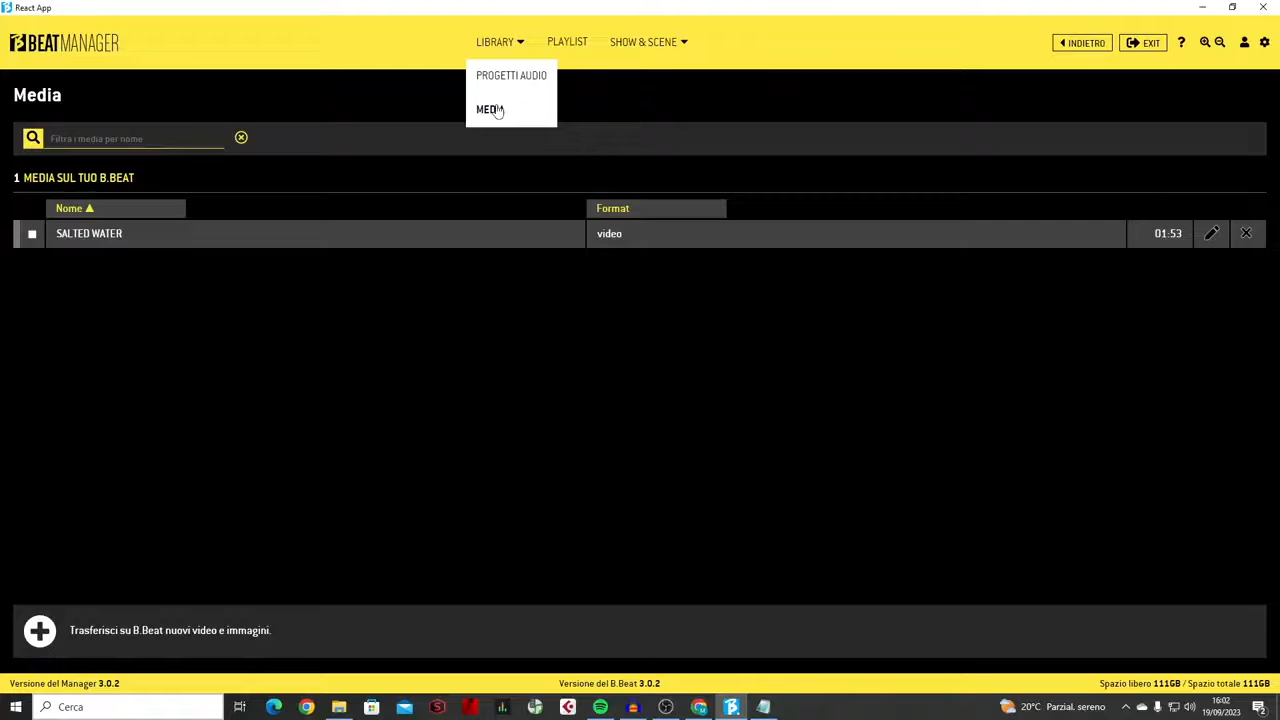 React App
BEATMANAGER
LIBRARY PLAYLIST SHOW & SCENE
INDIETRO EXIT ?
PROGETTI AUDIO
MEDIA
Media
Filtra i media per nome
1 MEDIA SUL TUO B.BEAT
Nome Format
SALTED WATER video 01:53
Trasferisci su B.Beat nuovi video e immagini.
Versione del Manager 3.0.2 Versione del B.Beat 3.0.2 Spazio libero 111GB / Spazio totale 111GB
Cerca 20°C Parzial. sereno 16:02
19/09/2023